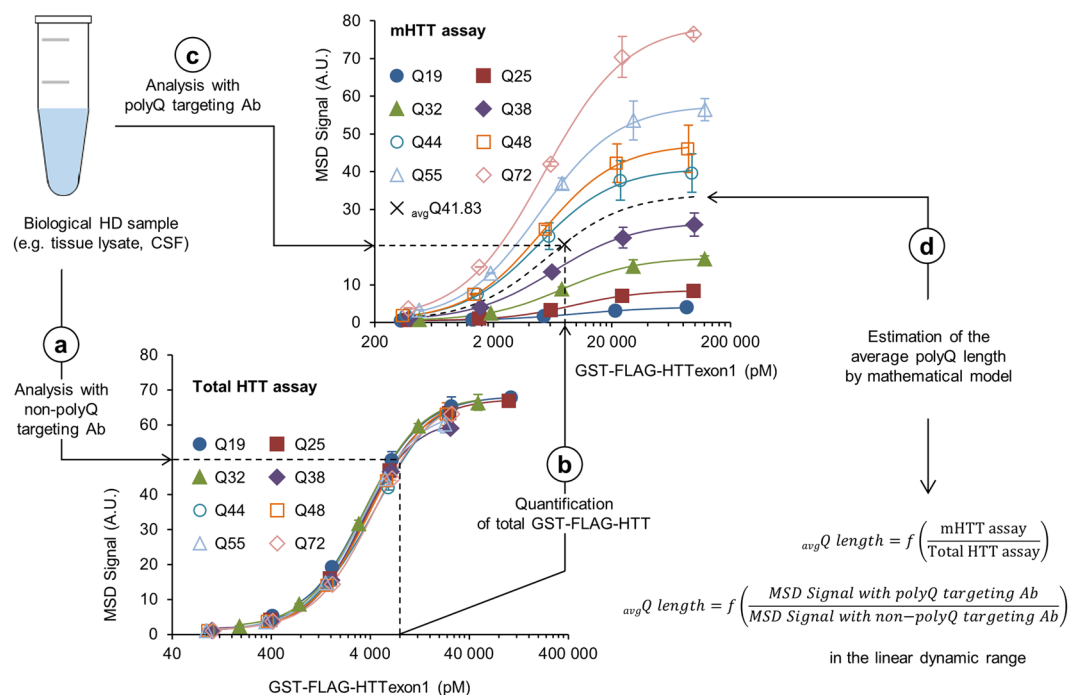 c
Analysis with
polyQ targeting Ab
Biological HD sample
(e.g. tissue lysate, CSF)
a
Analysis with
non-polyQ
targeting Ab
mHTT assay
Q19
Q25
Q32
Q38
Q44
Q48
Q55
Q72
avgQ41.83
MSD Signal (A.U.)
80
70
60
50
40
30
20
10
0
200
2 000
20 000
200 000
GST-FLAG-HTTexon1 (pM)
Total HTT assay
Q19
Q25
Q32
Q38
Q44
Q48
Q55
Q72
MSD Signal (A.U.)
80
70
60
50
40
30
20
10
0
40
400
4 000
40 000
400 000
GST-FLAG-HTTexon1 (pM)
b
Quantification
of total GST-FLAG-HTT
d
Estimation of the
average polyQ length
by mathematical model
avgQ length = f (mHTT assay / Total HTT assay)
avgQ length = f (MSD Signal with polyQ targeting Ab / MSD Signal with non−polyQ targeting Ab)
in the linear dynamic range